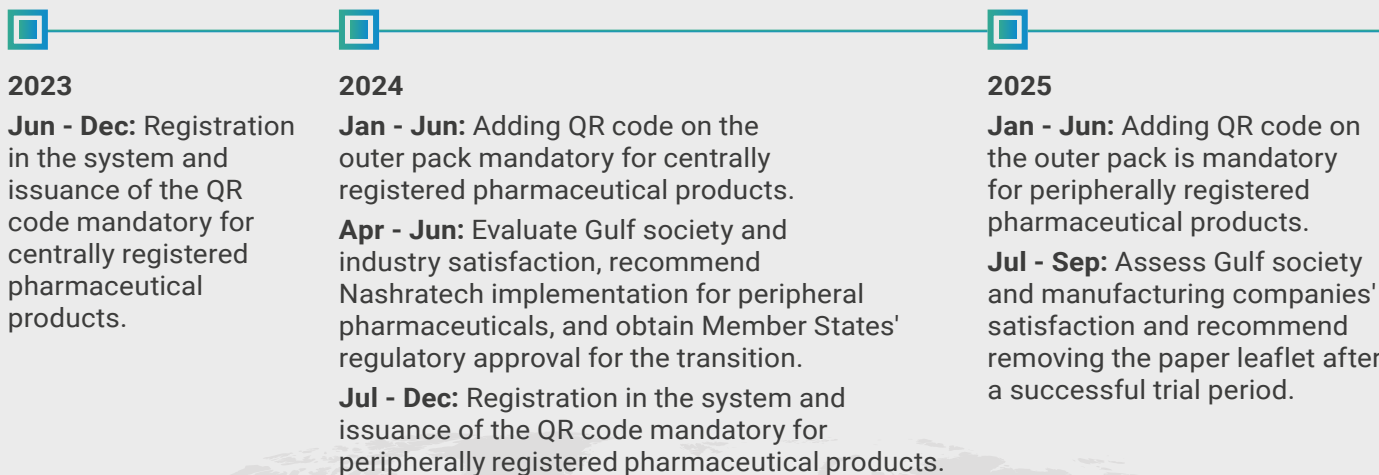 2023
Jun - Dec: Registration
in the system and
issuance of the QR
code mandatory for
centrally registered
pharmaceutical
products.
2024
Jan - Jun: Adding QR code on the
outer pack mandatory for centrally
registered pharmaceutical products.
Apr - Jun: Evaluate Gulf society and
industry satisfaction, recommend
Nashratech implementation for peripheral
pharmaceuticals, and obtain Member States'
regulatory approval for the transition.
Jul - Dec: Registration in the system and
issuance of the QR code mandatory for
peripherally registered pharmaceutical products.
2025
Jan - Jun: Adding QR code on
the outer pack is mandatory
for peripherally registered
pharmaceutical products.
Jul - Sep: Assess Gulf society
and manufacturing companies'
satisfaction and recommend
removing the paper leaflet after
a successful trial period.